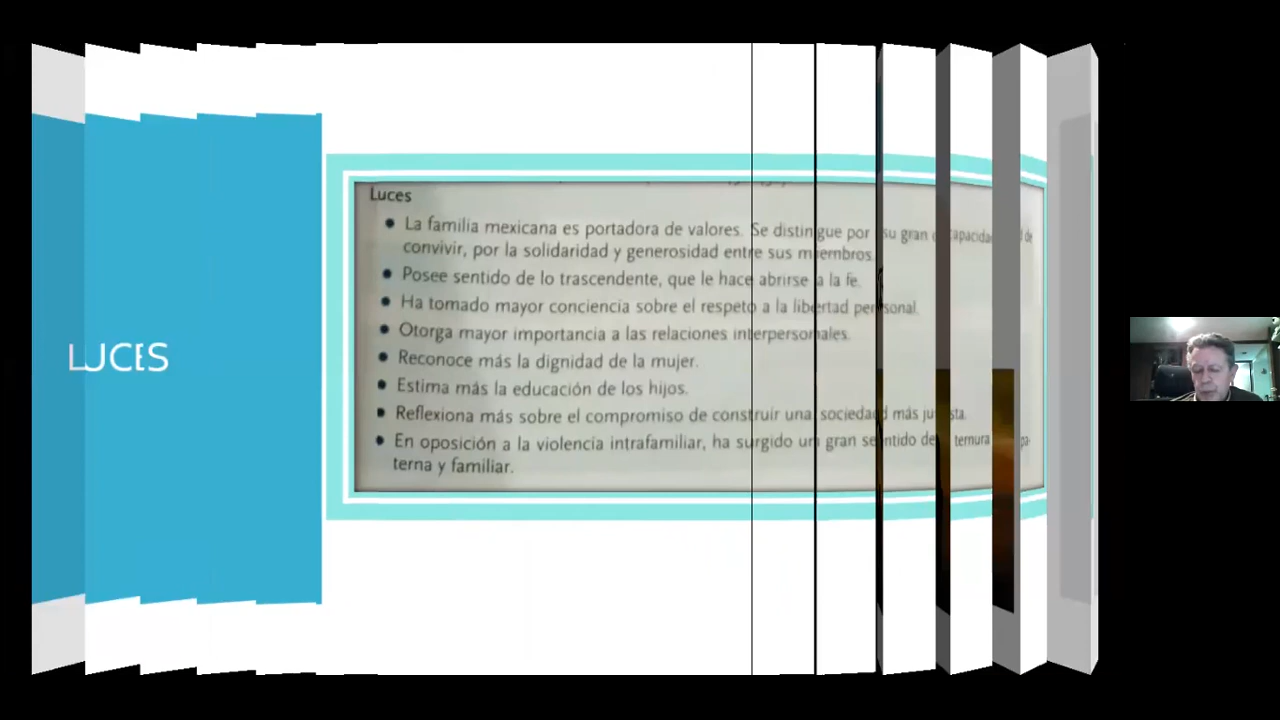 LUCES
Luces
La familia mexicana es portadora de valores. Se distingue por su gran capacidad de
convivir, por la solidaridad y generosidad entre sus miembros.
Posee sentido de lo trascendente, que le hace abrirse a la fe.
Ha tomado mayor conciencia sobre el respeto a la libertad personal.
Otorga mayor importancia a las relaciones interpersonales.
Reconoce más la dignidad de la mujer.
Estima más la educación de los hijos.
Reflexiona más sobre el compromiso de construir una sociedad más justa.
En oposición a la violencia intrafamiliar, ha surgido un gran sentido de ternura pa-
terna y familiar.